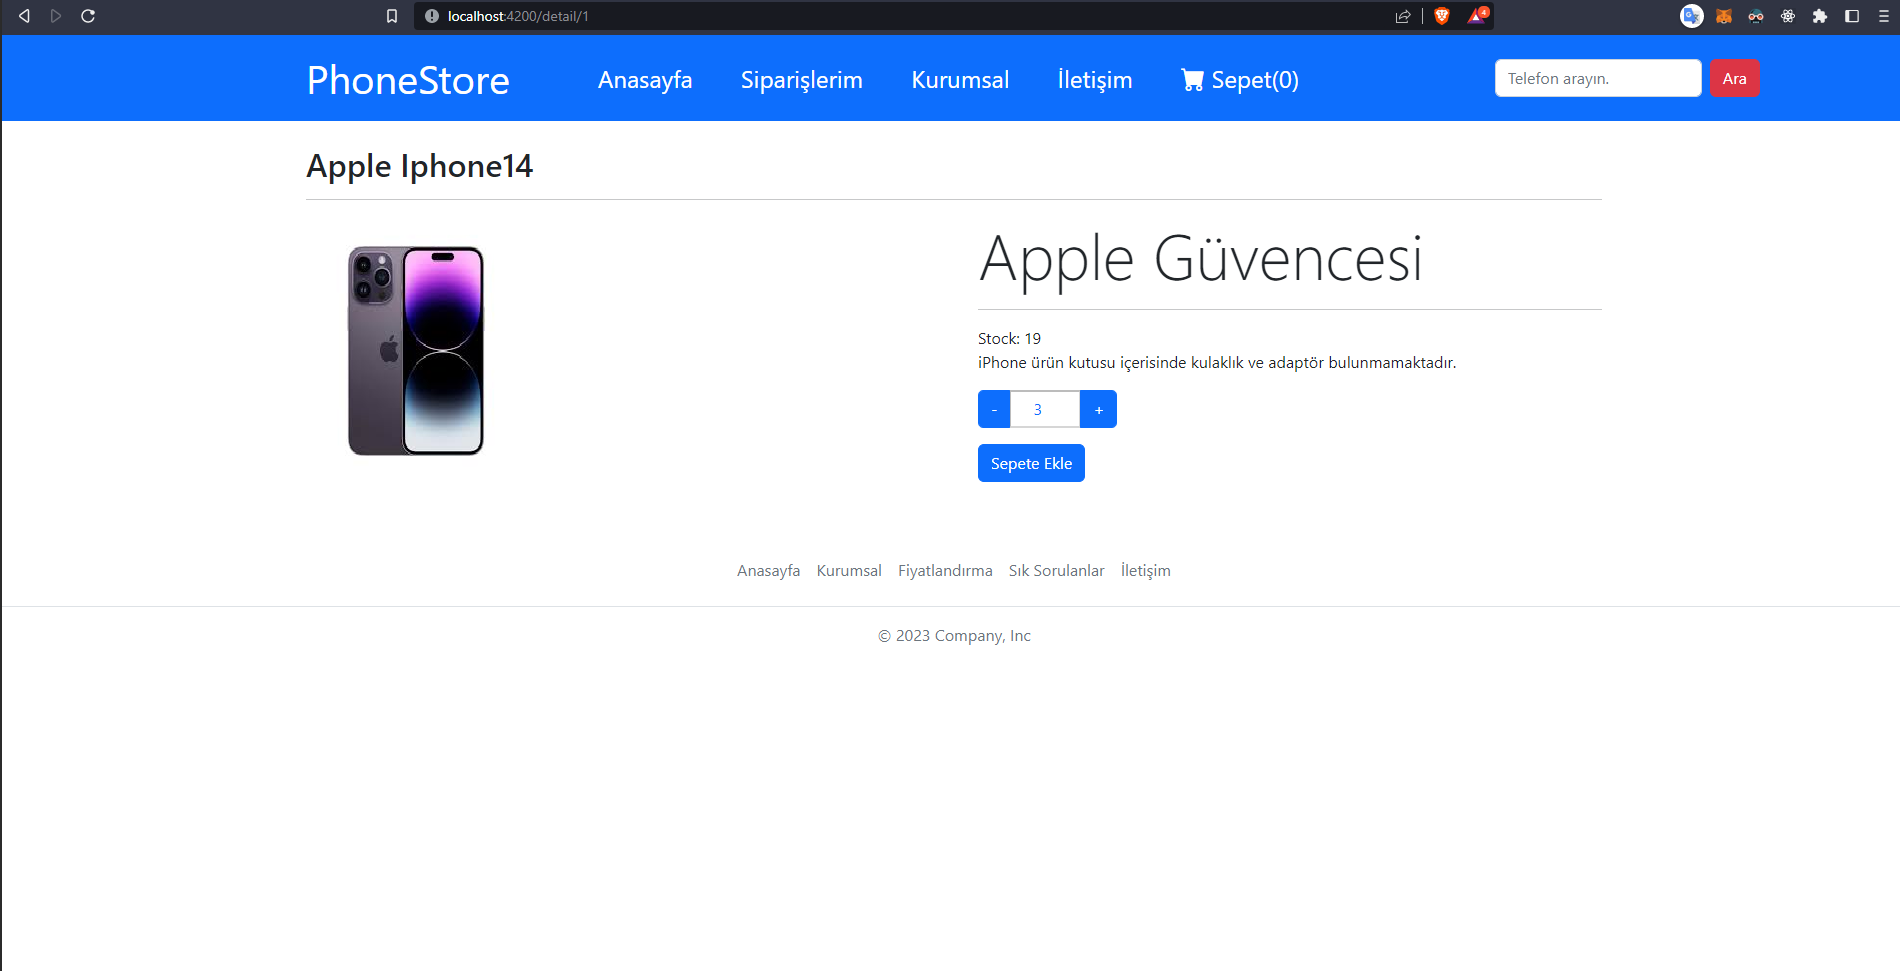 localhost:4200/detail/1
4
PhoneStore
Anasayfa
Siparişlerim
Kurumsal
İletişim
Sepet(0)
Telefon arayın.
Ara
Apple Iphone14
Apple Güvencesi
Stock: 19
iPhone ürün kutusu içerisinde kulaklık ve adaptör bulunmamaktadır.
- 3 +
Sepete Ekle
Anasayfa Kurumsal Fiyatlandırma Sık Sorulanlar İletişim
© 2023 Company, Inc